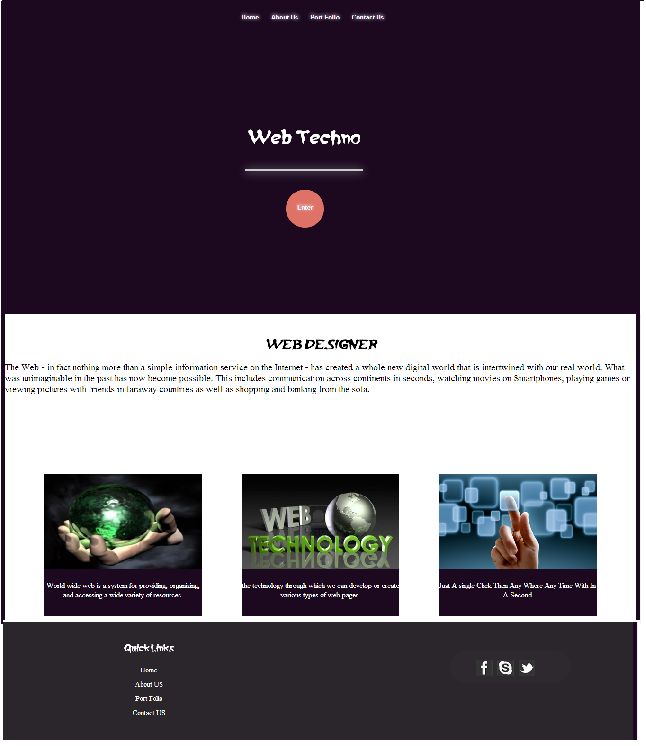 Home About Us Port Folio Contact Us
Web Techno
Enter
WEB DESIGNER
The Web - in fact nothing more than a simple information service on the Internet - has created a whole new digital world that is intertwined with our real world. What
was unimaginable in the past has now become possible. This includes communication across continents in seconds, watching movies on Smartphones, playing games or
viewing pictures with friends in faraway countries as well as shopping and banking from the sofa.
WEB
TECHNOLOGY
World wide web is a system for providing, organizing,
and accessing a wide variety of resources
the technology through which we can develop or create
various types of web pages
Just A single Click Then Any Where Any Time With In
A Second
Quick Links
Home
About US
Port Folio
Contact US